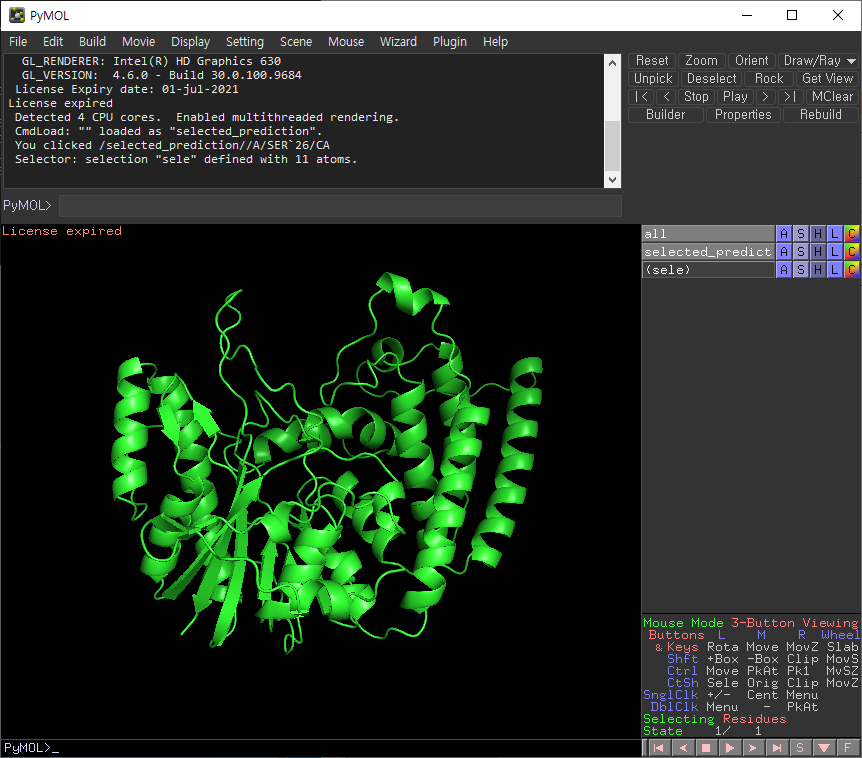 PyMOL
File Edit Build Movie Display Setting Scene Mouse Wizard Plugin Help
GL_RENDERER: Intel(R) HD Graphics 630
GL_VERSION: 4.6.0 - Build 30.0.100.9684
License Expiry date: 01-jul-2021
License expired
Detected 4 CPU cores. Enabled multithreaded rendering.
CmdLoad: "" loaded as "selected_prediction".
You clicked /selected_prediction//A/SER`26/CA
Selector: selection "sele" defined with 11 atoms.
PyMOL>
Reset Zoom Orient Draw/Ray
Unpick Deselect Rock Get View
|< < Stop Play > >| MClear
Builder Properties Rebuild
License expired
all A S H L C
selected_predict A S H L C
(sele) A S H L C
Mouse Mode 3-Button Viewing
Buttons L M R Wheel
& Keys Rota Move MovZ Slab
Shft +Box -Box Clip MovS
Ctrl Move PkAt Pk1 MvSZ
CtSh Sele Orig Clip MovZ
SnglClk +/- Cent Menu
DblClk Menu - PkAt
Selecting Residues
State 1/ 1
PyMOL>_
S F